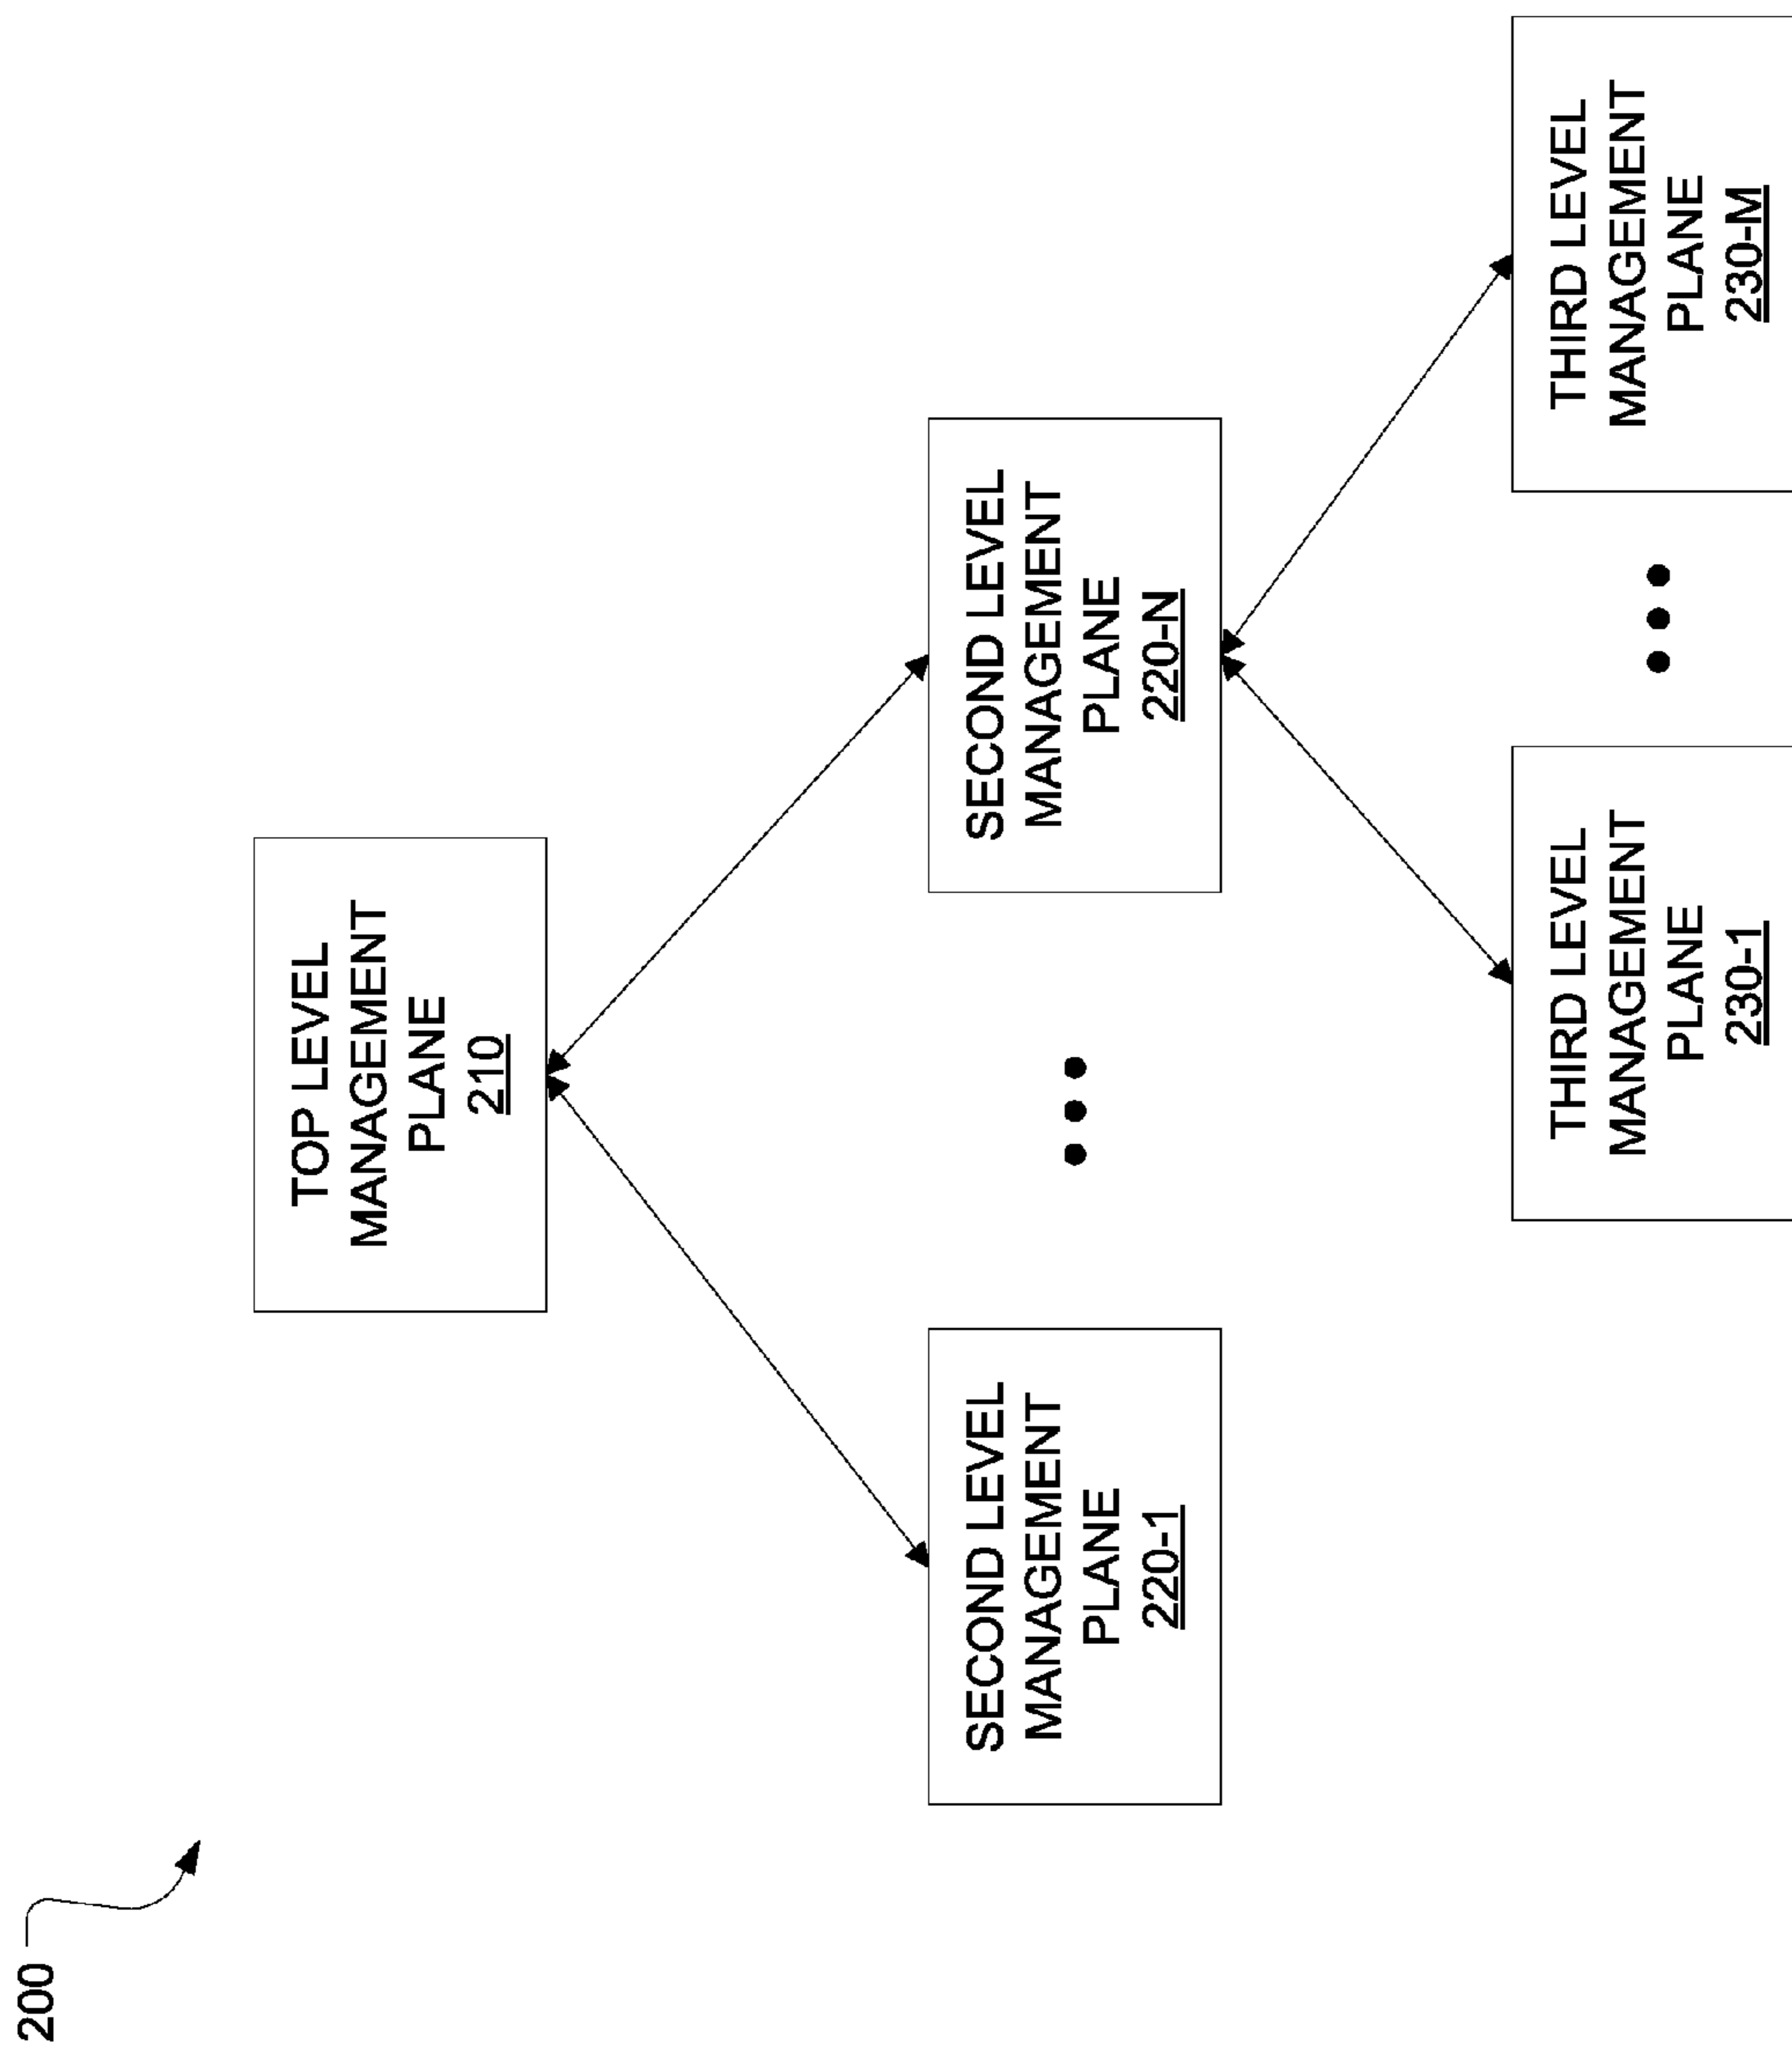 200
TOP LEVEL
MANAGEMENT
PLANE
210
SECOND LEVEL
MANAGEMENT
PLANE
220-1
SECOND LEVEL
MANAGEMENT
PLANE
220-N
THIRD LEVEL
MANAGEMENT
PLANE
230-1
THIRD LEVEL
MANAGEMENT
PLANE
230-M